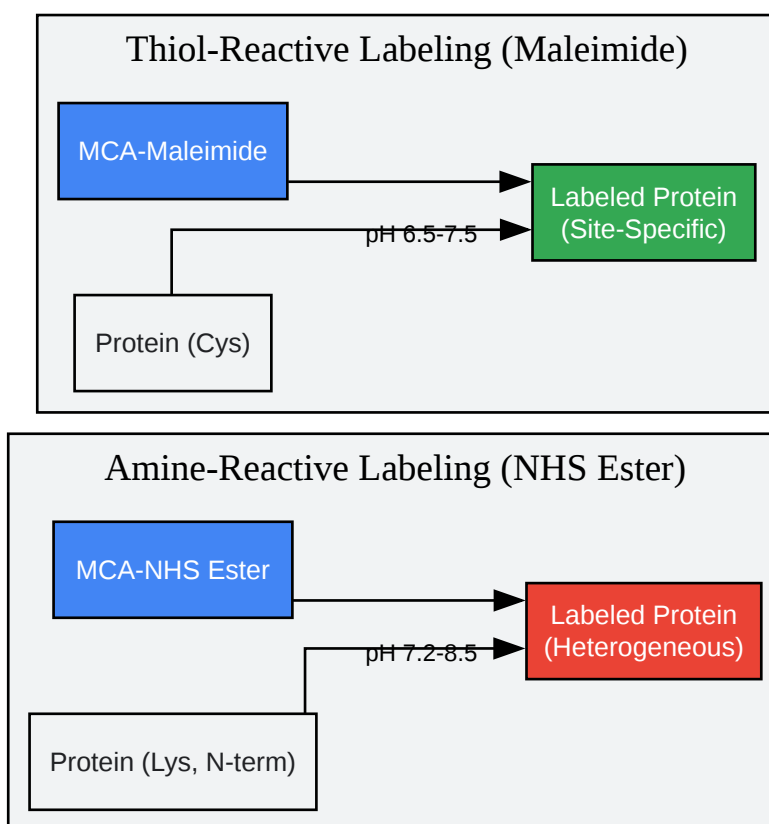 Thiol-Reactive Labeling (Maleimide)
MCA-Maleimide
Labeled Protein
(Site-Specific)
pH 6.5-7.5
Protein (Cys)
Amine-Reactive Labeling (NHS Ester)
MCA-NHS Ester
Labeled Protein
(Heterogeneous)
pH 7.2-8.5
Protein (Lys, N-term)